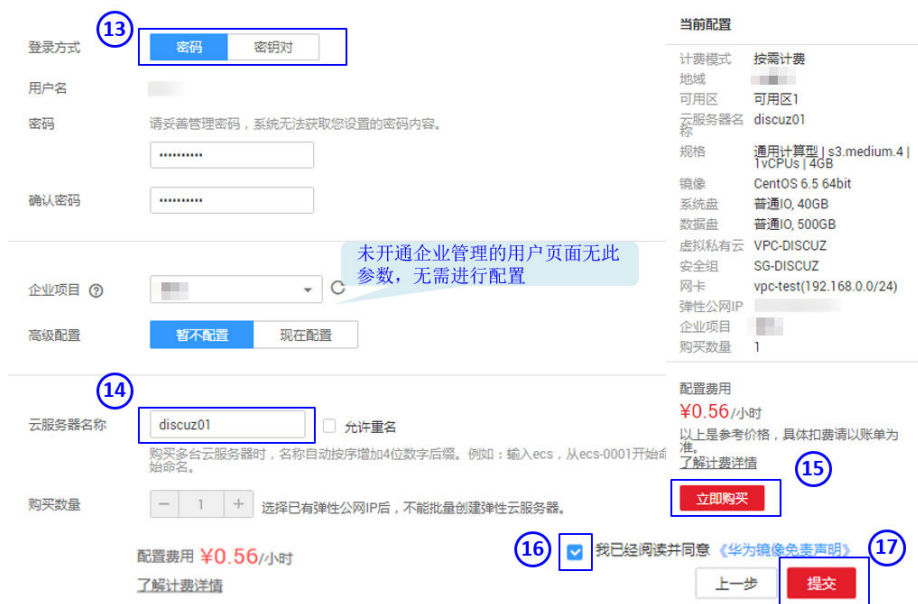 13
登录方式
密码
密钥对
用户名
密码
请妥善管理密码，系统无法获取您设置的密码内容。
••••••••••
确认密码
••••••••••
未开通企业管理的用户页面无此
参数，无需进行配置
企业项目 ?
高级配置
暂不配置
现在配置
14
云服务器名称
discuz01
允许重名
购买多台云服务器时，名称自动按序增加4位数字后缀。例如：输入ecs，从ecs-0001开始命
始命名。
购买数量
− 1 +
选择已有弹性公网IP后，不能批量创建弹性云服务器。
配置费用 ¥0.56/小时
了解计费详情
当前配置
计费模式 按需计费
地域
可用区 可用区1
云服务器名 discuz01
称
规格 通用计算型 | s3.medium.4 |
1vCPUs | 4GB
镜像 CentOS 6.5 64bit
系统盘 普通IO, 40GB
数据盘 普通IO, 500GB
虚拟私有云 VPC-DISCUZ
安全组 SG-DISCUZ
网卡 vpc-test(192.168.0.0/24)
弹性公网IP
企业项目
购买数量 1
配置费用
¥0.56/小时
以上是参考价格，具体扣费请以账单为
准。
了解计费详情
15
立即购买
16
我已经阅读并同意 《华为镜像免责声明》
17
上一步
提交